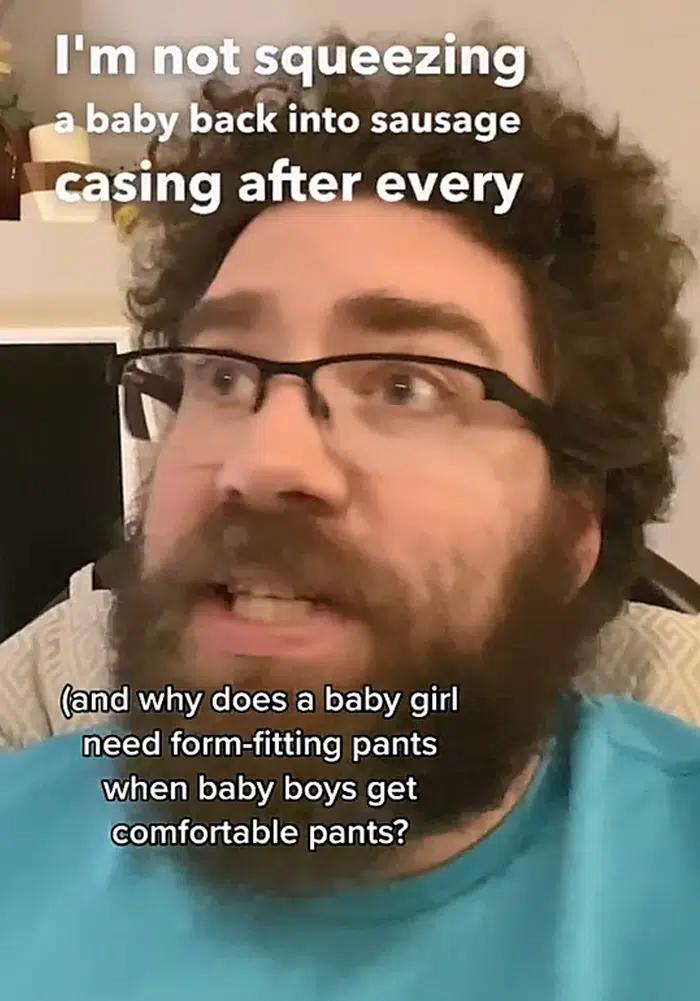 I'm not squeezing
a baby back into sausage
casing after every
(and why does a baby girl
need form-fitting pants
when baby boys get
comfortable pants?